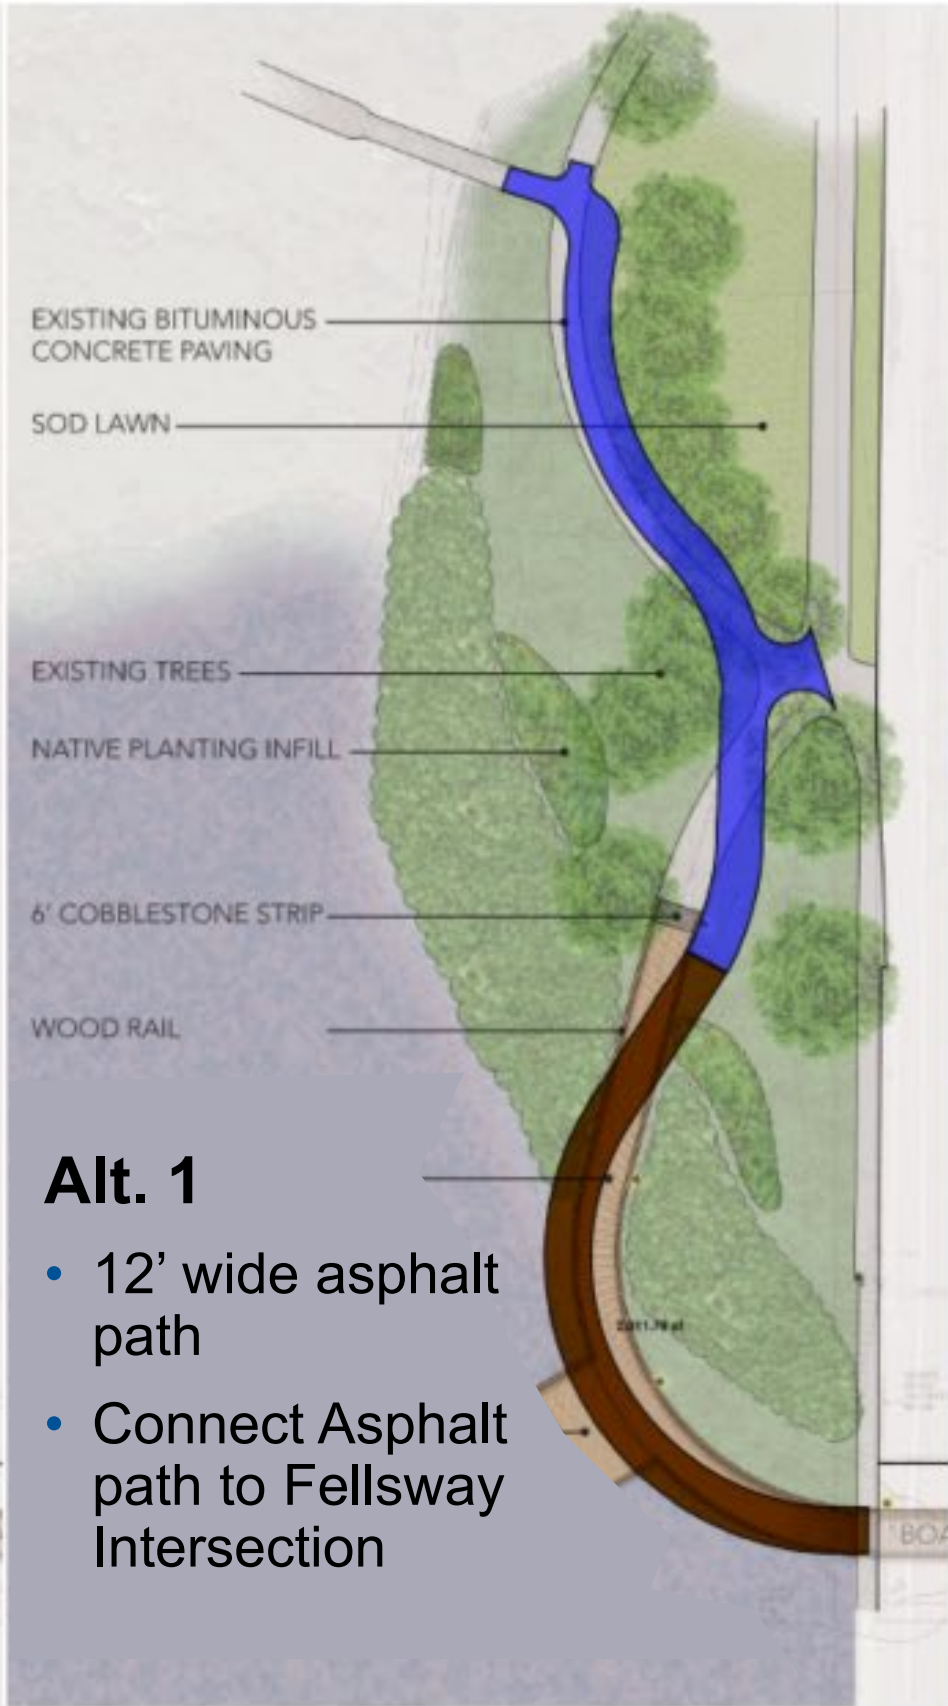 EXISTING BITUMINOUS
CONCRETE PAVING
SOD LAWN
EXISTING TREES
NATIVE PLANTING INFILL
6' COBBLESTONE STRIP
WOOD RAIL
Alt. 1
• 12’ wide asphalt
path
• Connect Asphalt
path to Fellsway
Intersection
BOA